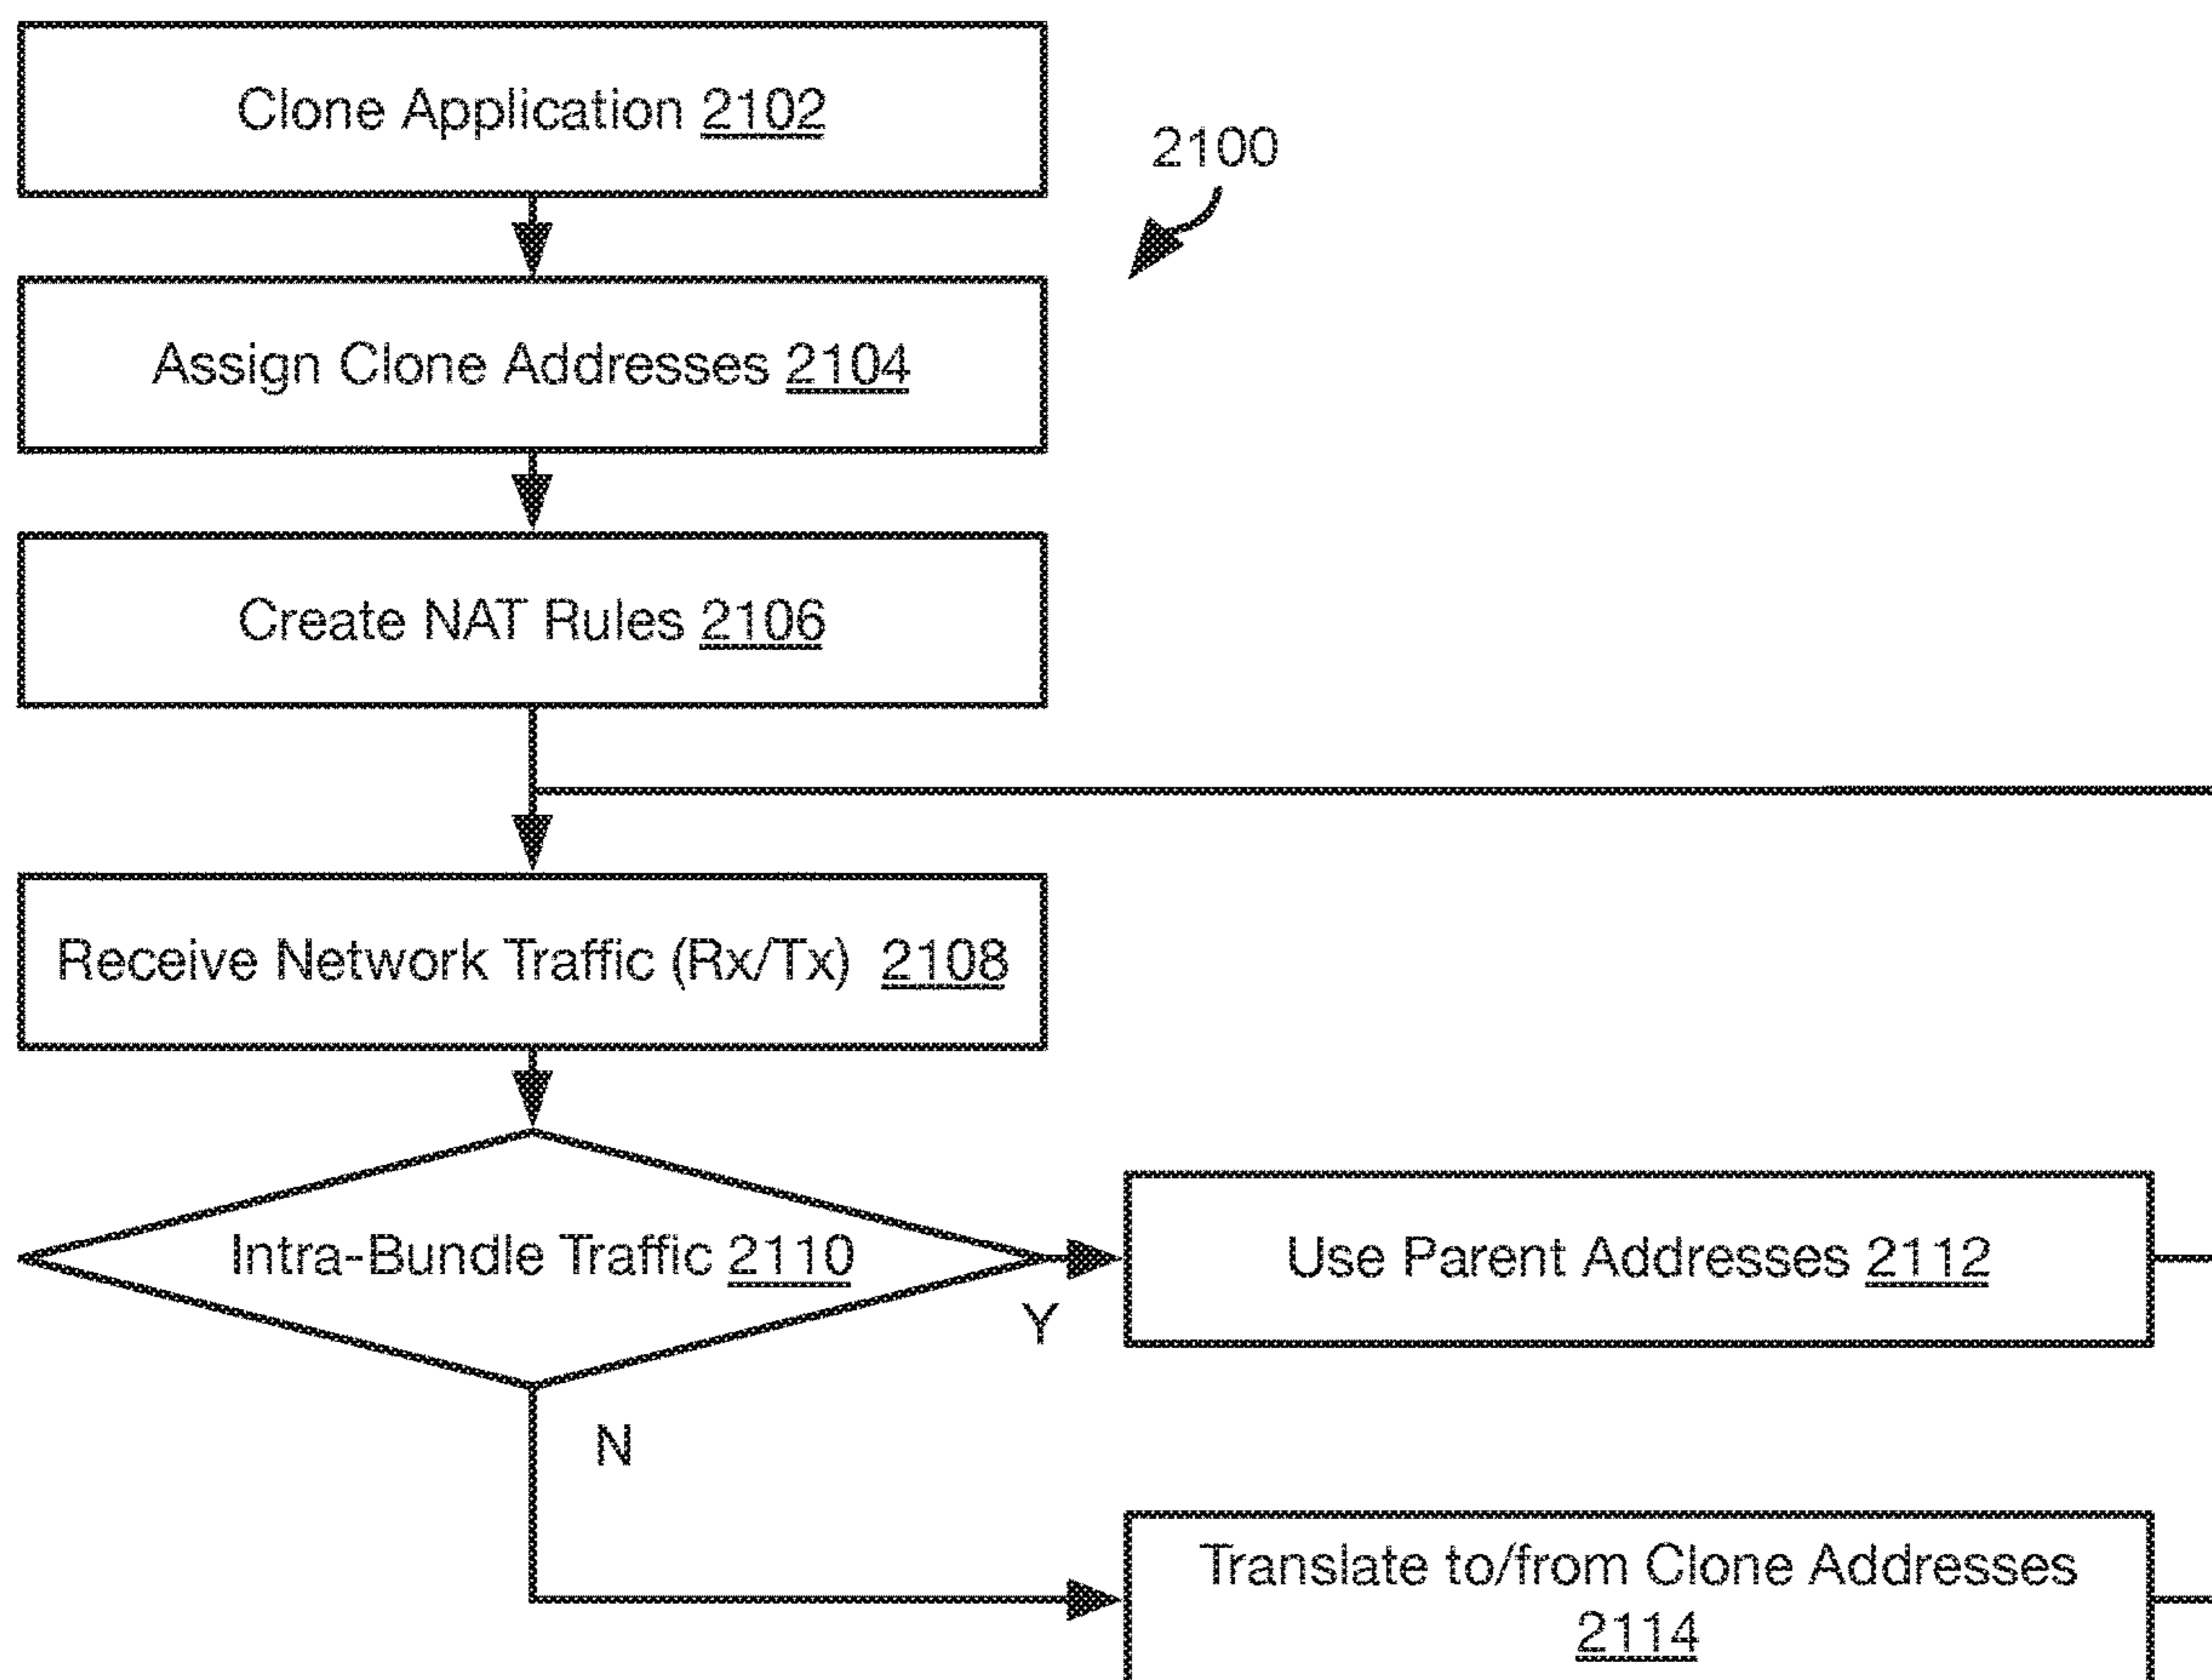 Clone Application 2102
2100
Assign Clone Addresses 2104
Create NAT Rules 2106
Receive Network Traffic (Rx/Tx) 2108
Intra-Bundle Traffic 2110
Y
Use Parent Addresses 2112
N
Translate to/from Clone Addresses
2114